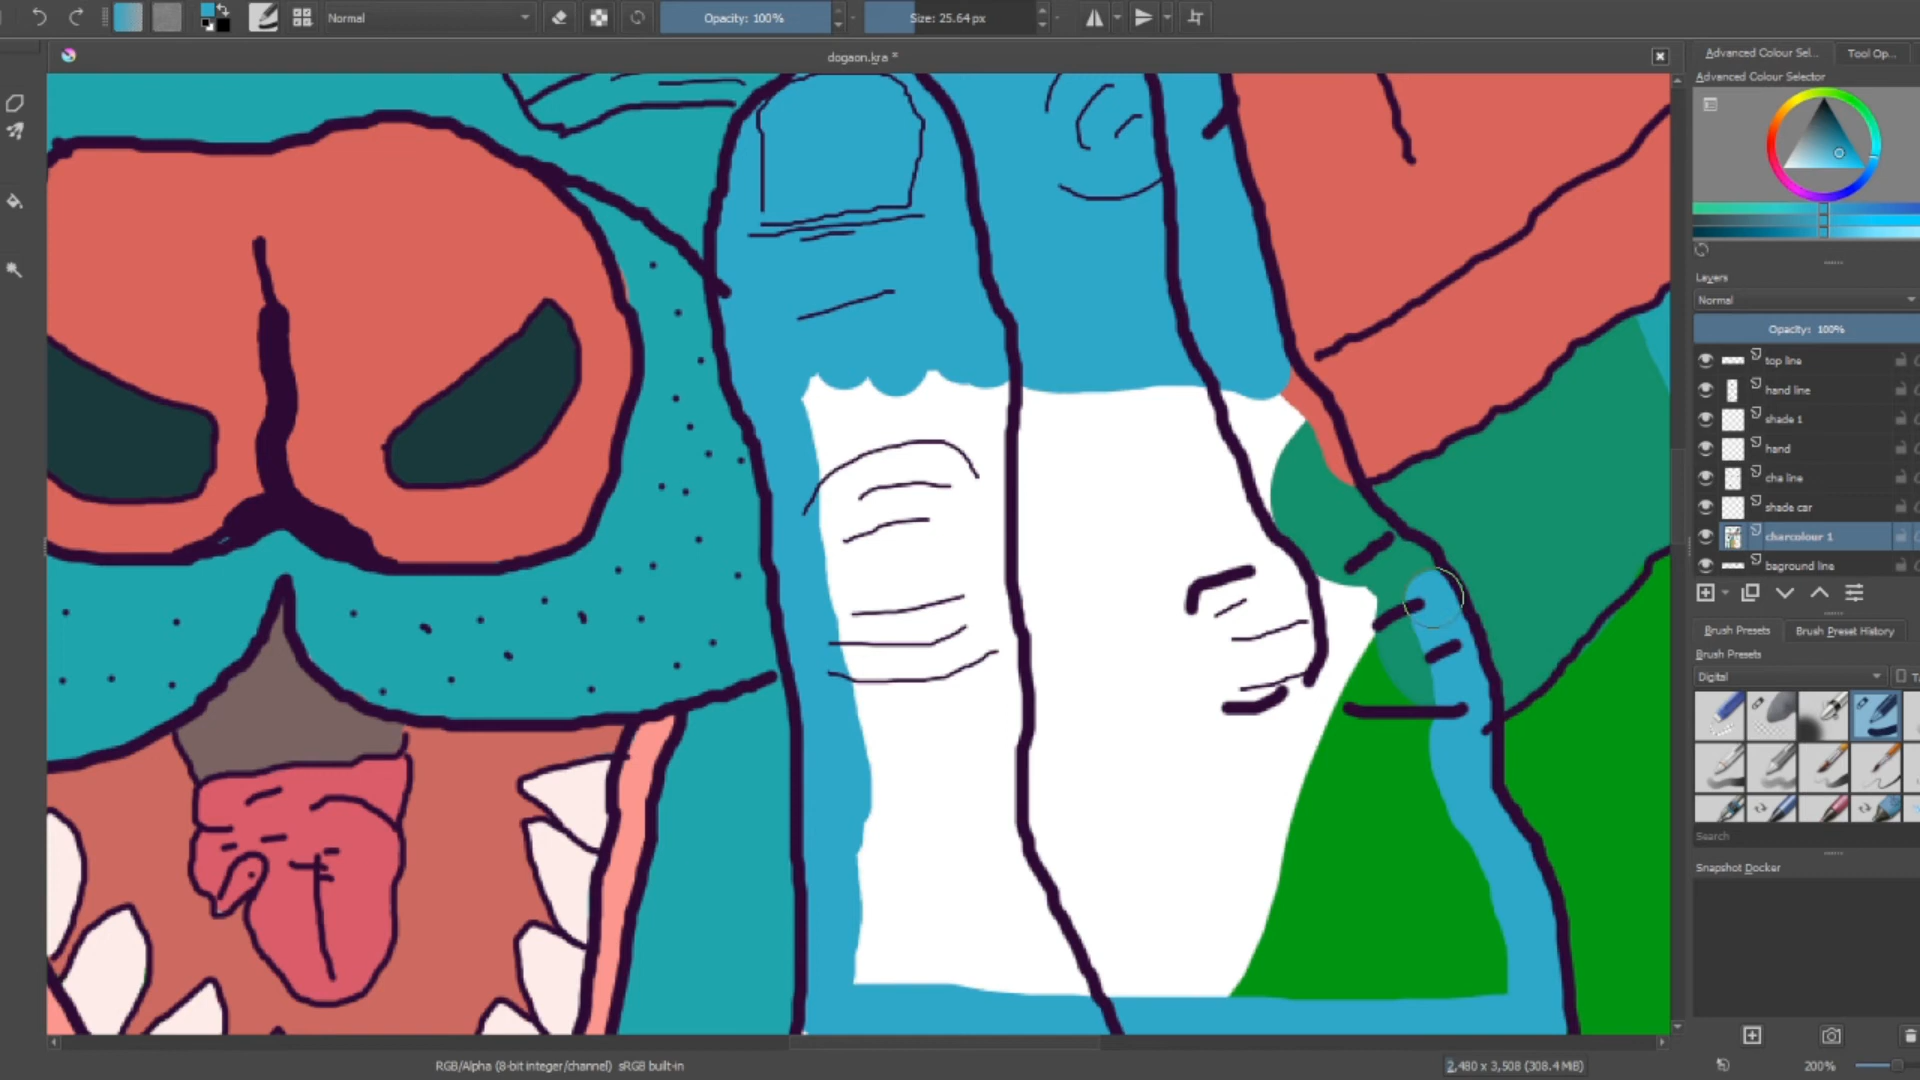 Normal
Opacity: 100%
Size: 25.64 px
dogaon.kra *
Advanced Colour Sel...
Tool Op...
Advanced Colour Selector
Layers
Normal
Opacity: 100%
top line
hand line
shade 1
hand
cha line
shade car
charcolour 1
baground line
Brush Presets
Brush Preset History
Brush Presets
Digital
Search
Snapshot Docker
RGB/Alpha (8-bit integer/channel) sRGB built-in
2,480 x 3,508 (308.4 MiB)
200%